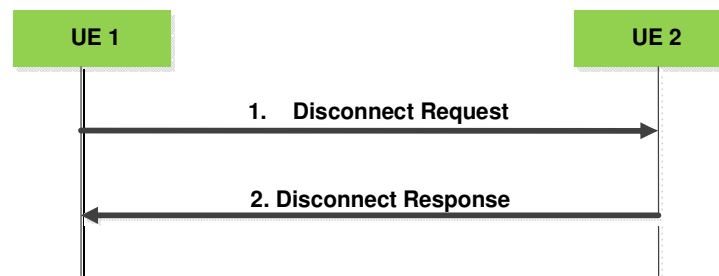 UE 1
UE 2
1. Disconnect Request
2. Disconnect Response